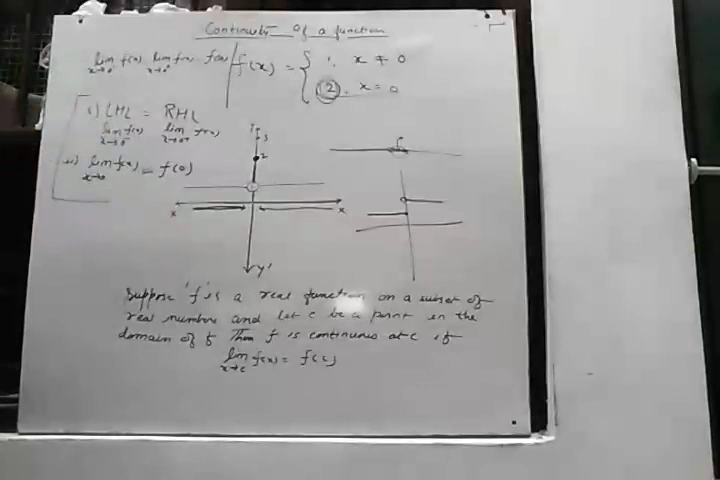 Continuity of a function
lim x→0⁻ f(x) lim x→0⁺ f(x) f(x)
f(x) = { 1, x ≠ 0
2, x = 0
i) LHL = RHL
lim x→0⁻ f(x) lim x→0⁺ f(x)
ii) lim x→0 f(x) = f(0)
3
2
x' x
y'
Suppose 'f' is a real function on a subset of
real numbers and let c be a point in the
domain of f. Then f is continuous at c if
lim x→c f(x) = f(c)